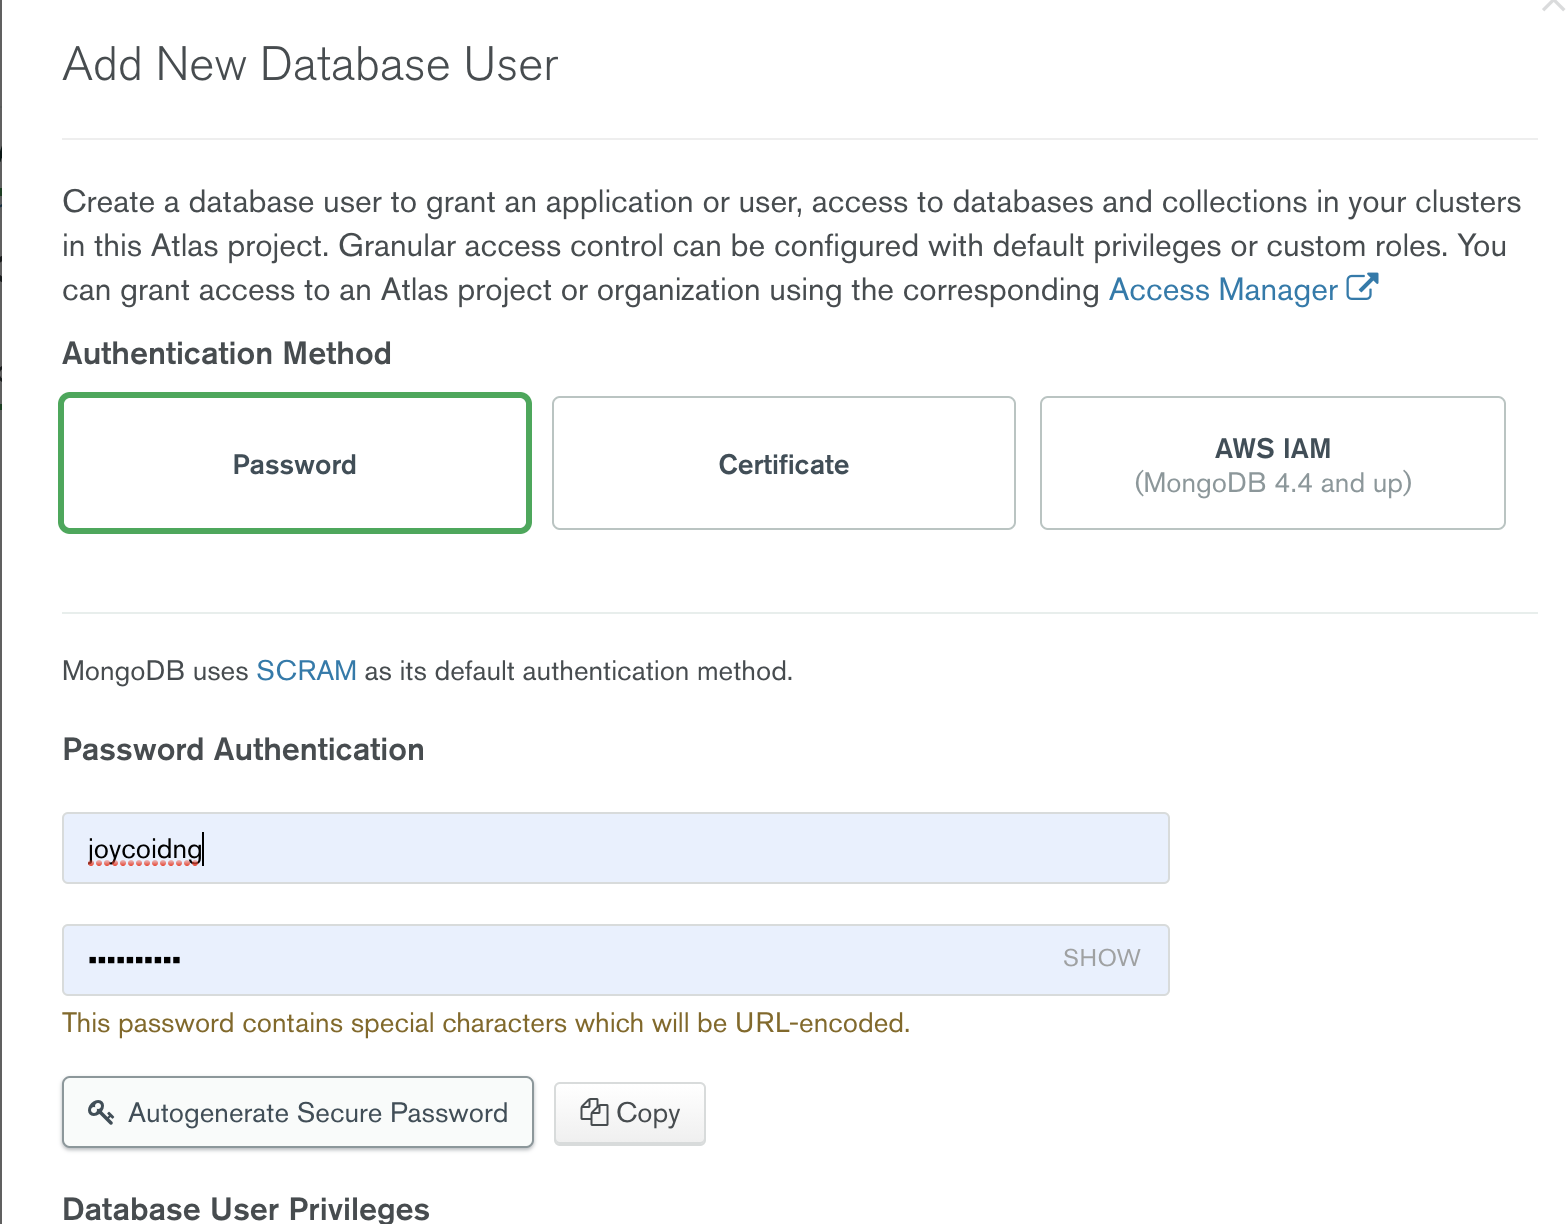 Add New Database User
Create a database user to grant an application or user, access to databases and collections in your clusters
in this Atlas project. Granular access control can be configured with default privileges or custom roles. You
can grant access to an Atlas project or organization using the corresponding Access Manager
Authentication Method
Password
Certificate
AWS IAM
(MongoDB 4.4 and up)
MongoDB uses SCRAM as its default authentication method.
Password Authentication
joycoidng
•••••••••• SHOW
This password contains special characters which will be URL-encoded.
Autogenerate Secure Password
Copy
Database User Privileges